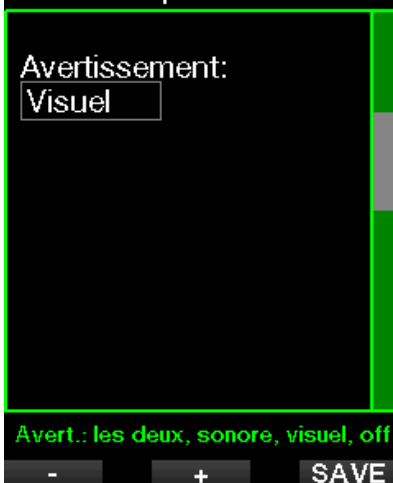 Avertissement:
Visuel
Avert.: les deux, sonore, visuel, off
- + SAVE